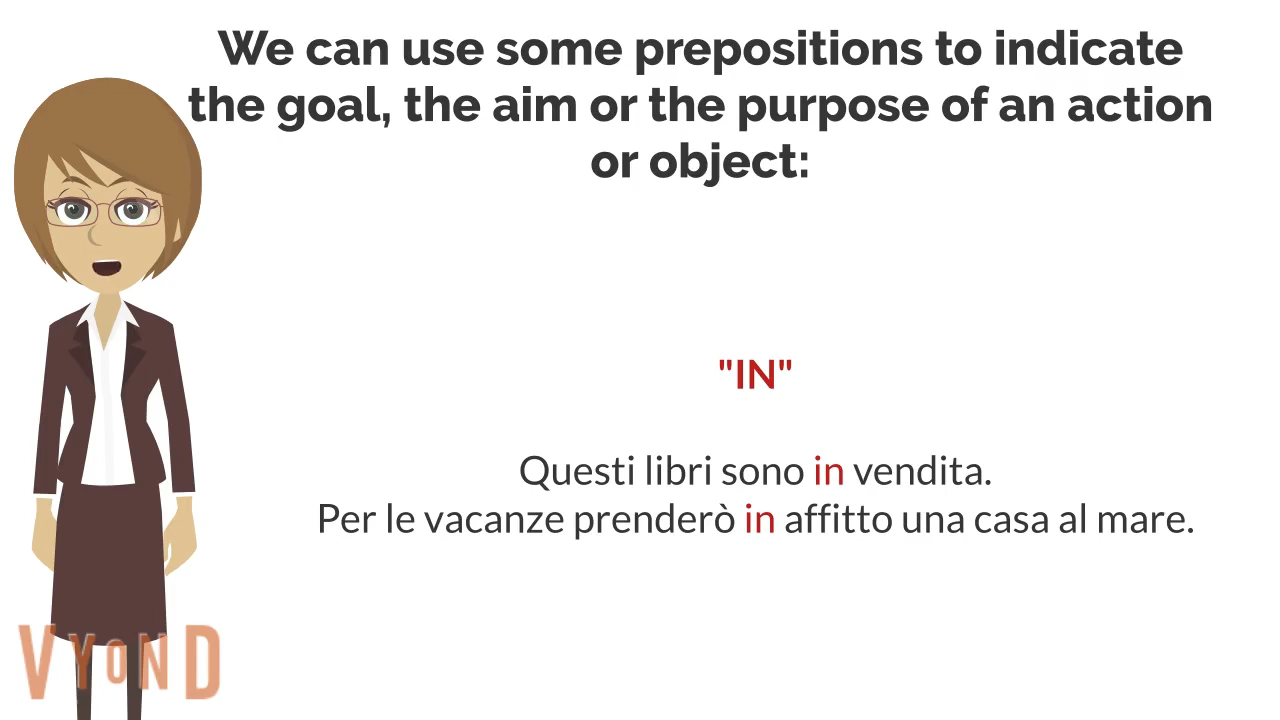 We can use some prepositions to indicate
the goal, the aim or the purpose of an action
or object:
"IN"
Questi libri sono in vendita.
Per le vacanze prenderò in affitto una casa al mare.
VYOND